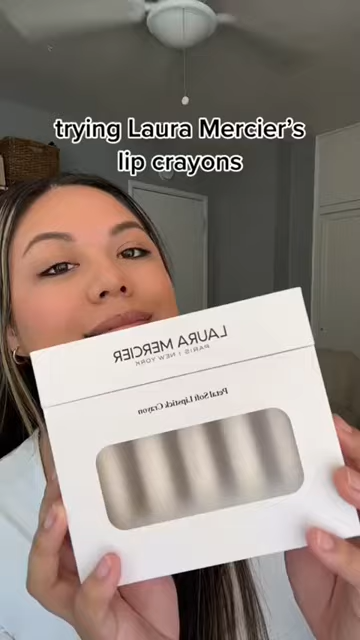 trying Laura Mercier's
lip crayons
LAURA MERCIER
PARIS | NEW YORK
Petal Soft Lipstick Crayon